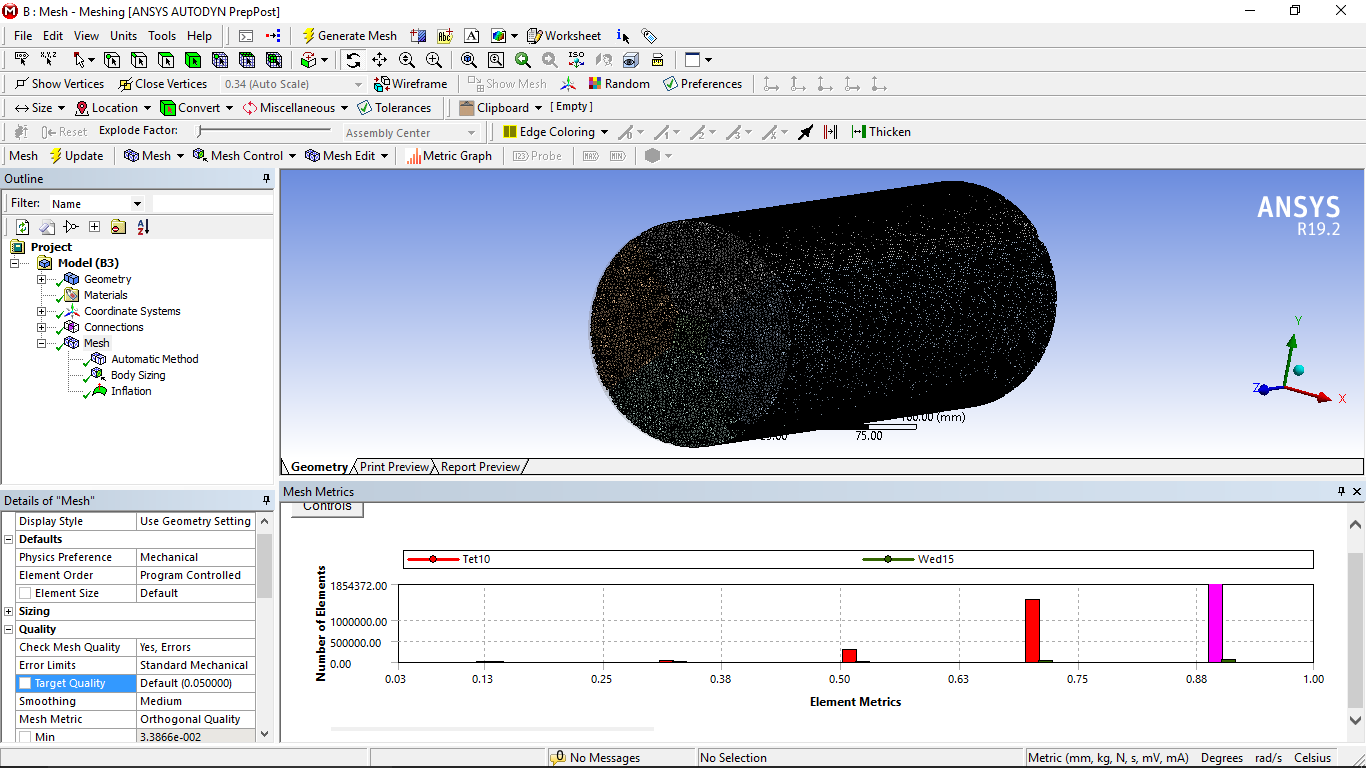 B : Mesh - Meshing [ANSYS AUTODYN PrepPost]
File Edit View Units Tools Help Generate Mesh Worksheet
Show Vertices Close Vertices 0.34 (Auto Scale) Wireframe Show Mesh Random Preferences
Size Location Convert Miscellaneous Tolerances Clipboard [ Empty ]
Reset Explode Factor: Assembly Center Edge Coloring Thicken
Mesh Update Mesh Mesh Control Mesh Edit Metric Graph Probe
Outline
Filter: Name
Project
Model (B3)
Geometry
Materials
Coordinate Systems
Connections
Mesh
Automatic Method
Body Sizing
Inflation
ANSYS
R19.2
Y
Z
X
100.00 (mm)
75.00
Geometry Print Preview Report Preview
Details of "Mesh"
Display Style Use Geometry Setting
Defaults
Physics Preference Mechanical
Element Order Program Controlled
Element Size Default
Sizing
Quality
Check Mesh Quality Yes, Errors
Error Limits Standard Mechanical
Target Quality Default (0.050000)
Smoothing Medium
Mesh Metric Orthogonal Quality
Min 3.3866e-002
Mesh Metrics
Controls
Tet10 Wed15
Number of Elements
1854372.00
1000000.00
500000.00
0.00
0.03 0.13 0.25 0.38 0.50 0.63 0.75 0.88 1.00
Element Metrics
0 No Messages No Selection Metric (mm, kg, N, s, mV, mA) Degrees rad/s Celsius